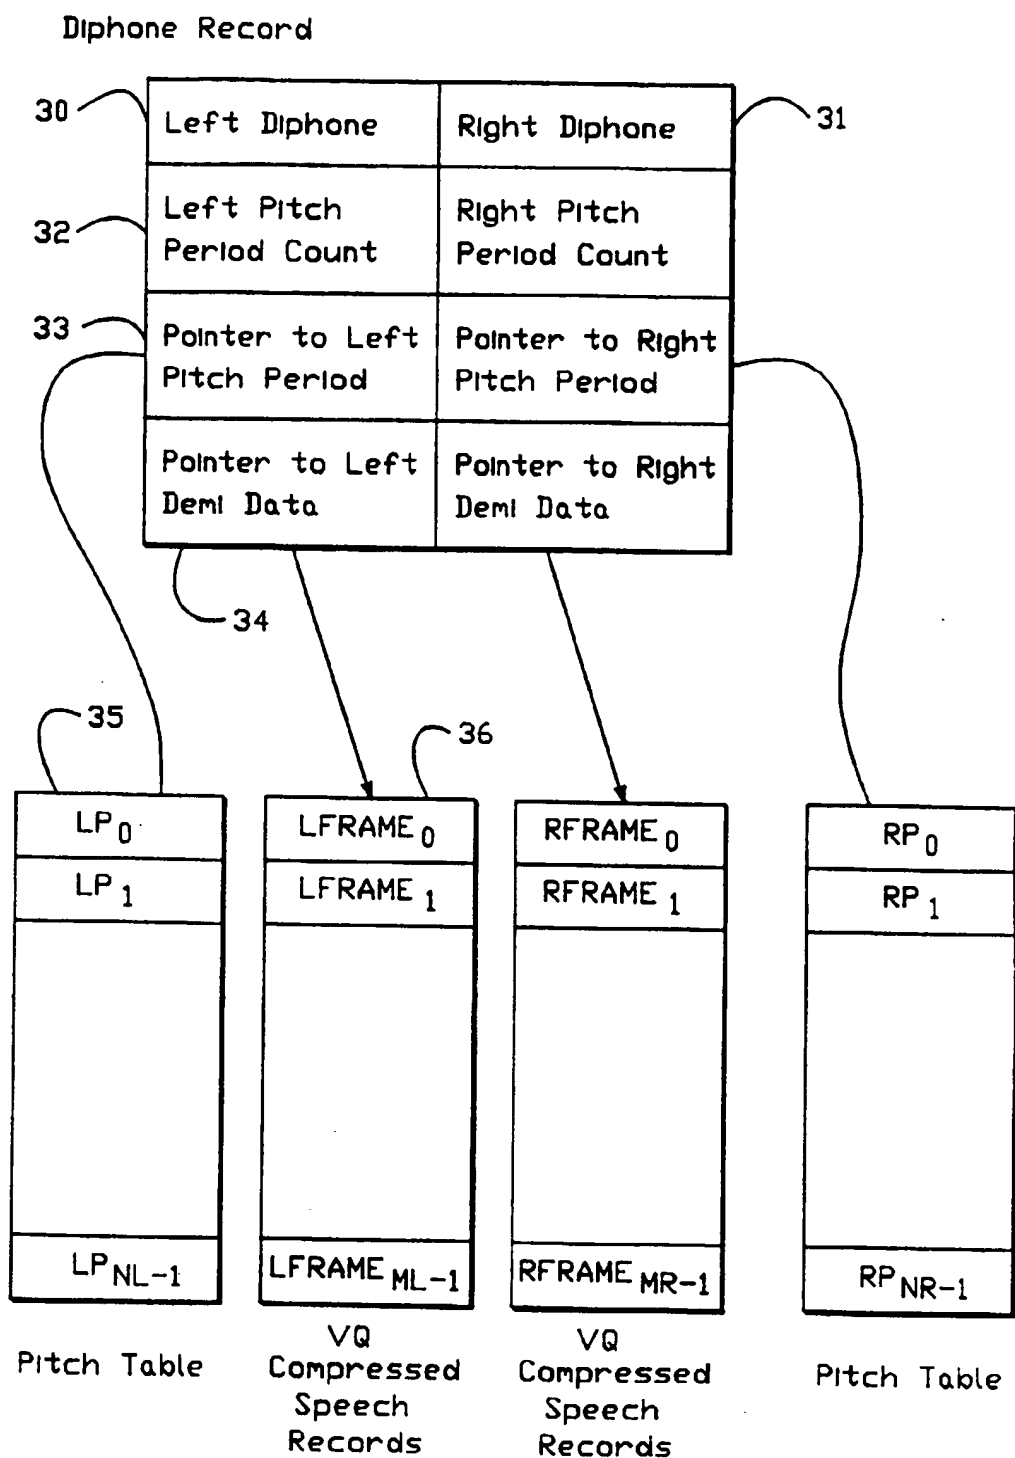 Diphone Record
30
Left Diphone
Right Diphone
31
32
Left Pitch
Period Count
Right Pitch
Period Count
33
Pointer to Left
Pitch Period
Pointer to Right
Pitch Period
Pointer to Left
Demi Data
Pointer to Right
Demi Data
34
35
36
LP0
LFRAME0
RFRAME0
RP0
LP1
LFRAME1
RFRAME1
RP1
LPNL-1
LFRAMEML-1
RFRAMEMR-1
RPNR-1
Pitch Table
VQ
Compressed
Speech
Records
VQ
Compressed
Speech
Records
Pitch Table